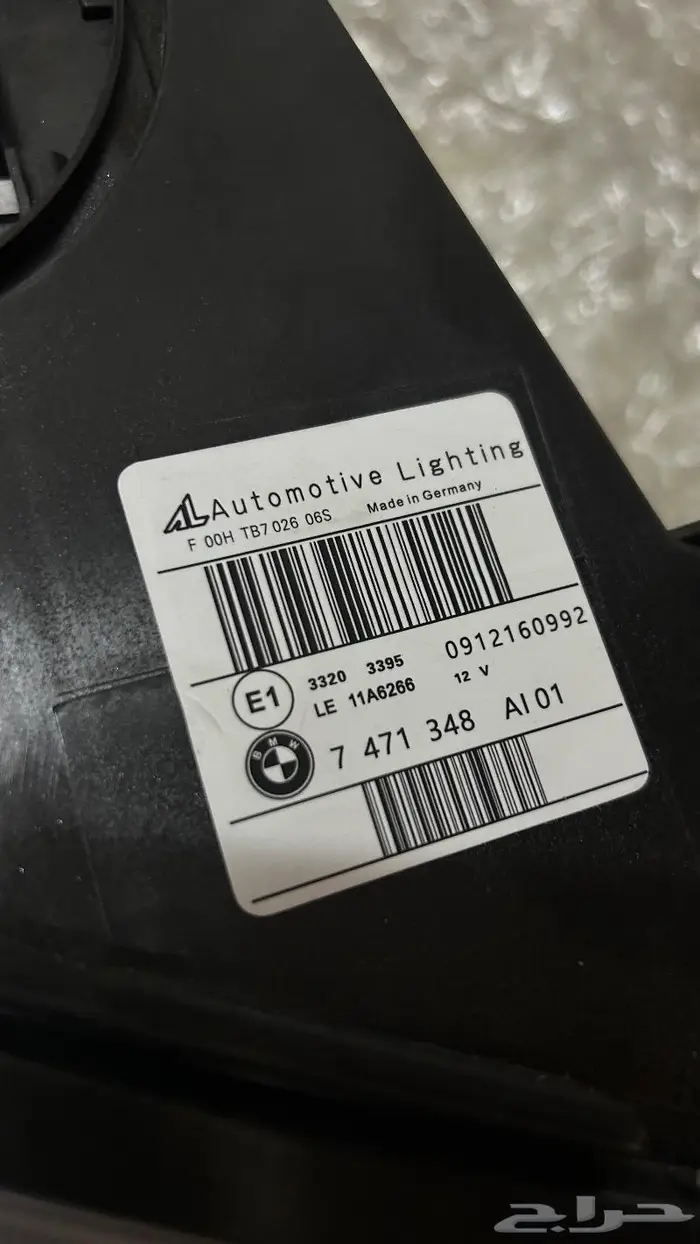 AL Automotive Lighting
F 00H TB7 026 06S Made in Germany
E1 3320 3395 0912160992
LE 11A6266 12 V
BMW 7 471 348 AI 01
حراج